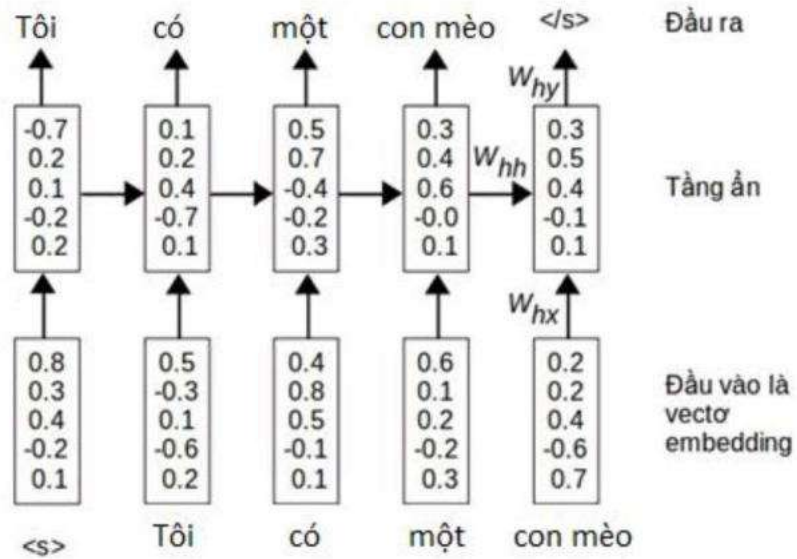 Tôi có một con mèo </s> Đầu ra
W_hy
-0.7 0.1 0.5 0.3 0.3
0.2 0.2 0.7 0.4 0.5
0.1 0.4 -0.4 0.6 0.4 Tầng ẩn
-0.2 -0.7 -0.2 -0.0 -0.1
0.2 0.1 0.3 0.1 0.1
W_hh
W_hx
0.8 0.5 0.4 0.6 0.2
0.3 -0.3 0.8 0.1 0.2
0.4 0.1 0.5 0.2 0.4
-0.2 -0.6 -0.1 -0.2 -0.6
0.1 0.2 0.1 0.3 0.7
Đầu vào là
vectơ
embedding
<s> Tôi có một con mèo